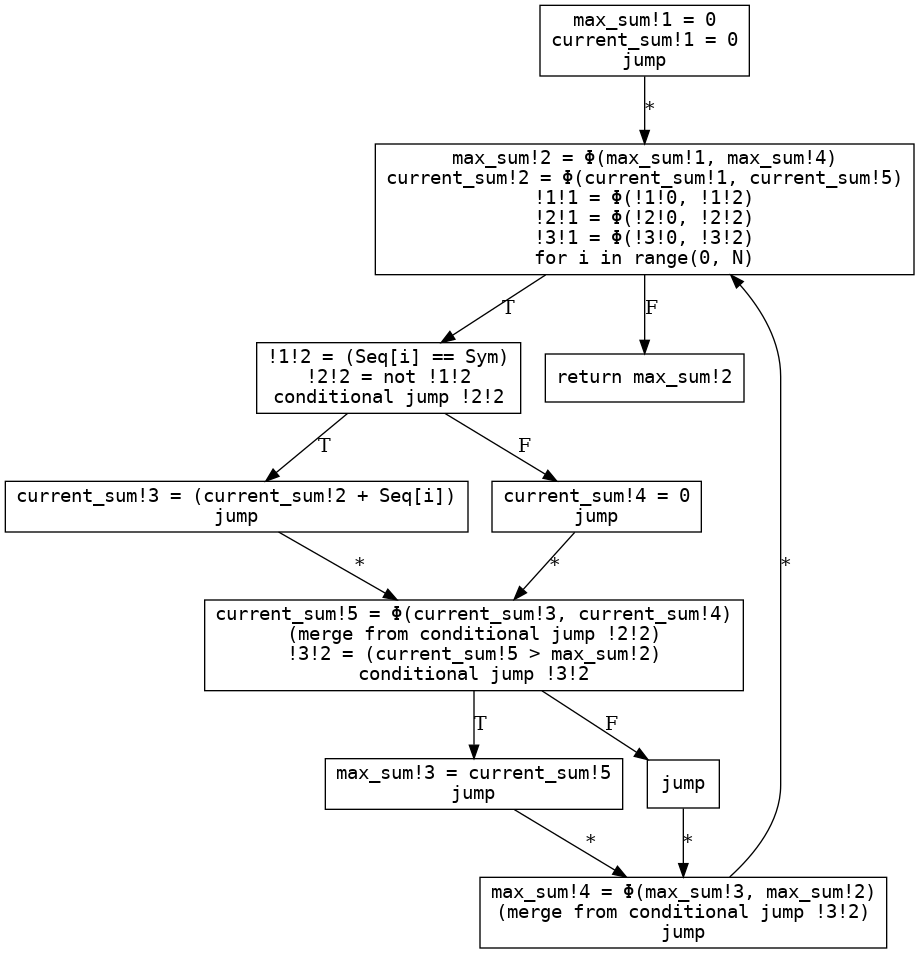 max_sum!1 = 0
current_sum!1 = 0
jump
*
max_sum!2 = Φ(max_sum!1, max_sum!4)
current_sum!2 = Φ(current_sum!1, current_sum!5)
!1!1 = Φ(!1!0, !1!2)
!2!1 = Φ(!2!0, !2!2)
!3!1 = Φ(!3!0, !3!2)
for i in range(0, N)
T
F
!1!2 = (Seq[i] == Sym)
!2!2 = not !1!2
conditional jump !2!2
return max_sum!2
T
F
current_sum!3 = (current_sum!2 + Seq[i])
jump
current_sum!4 = 0
jump
*
*
*
current_sum!5 = Φ(current_sum!3, current_sum!4)
(merge from conditional jump !2!2)
!3!2 = (current_sum!5 > max_sum!2)
conditional jump !3!2
T
F
max_sum!3 = current_sum!5
jump
jump
*
*
max_sum!4 = Φ(max_sum!3, max_sum!2)
(merge from conditional jump !3!2)
jump